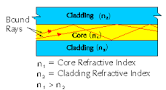 Cladding (n₂)
Bound
Rays
Core (n₁)
Cladding (n₂)
n₁ = Core Refractive Index
n₂ = Cladding Refractive Index
n₁ > n₂